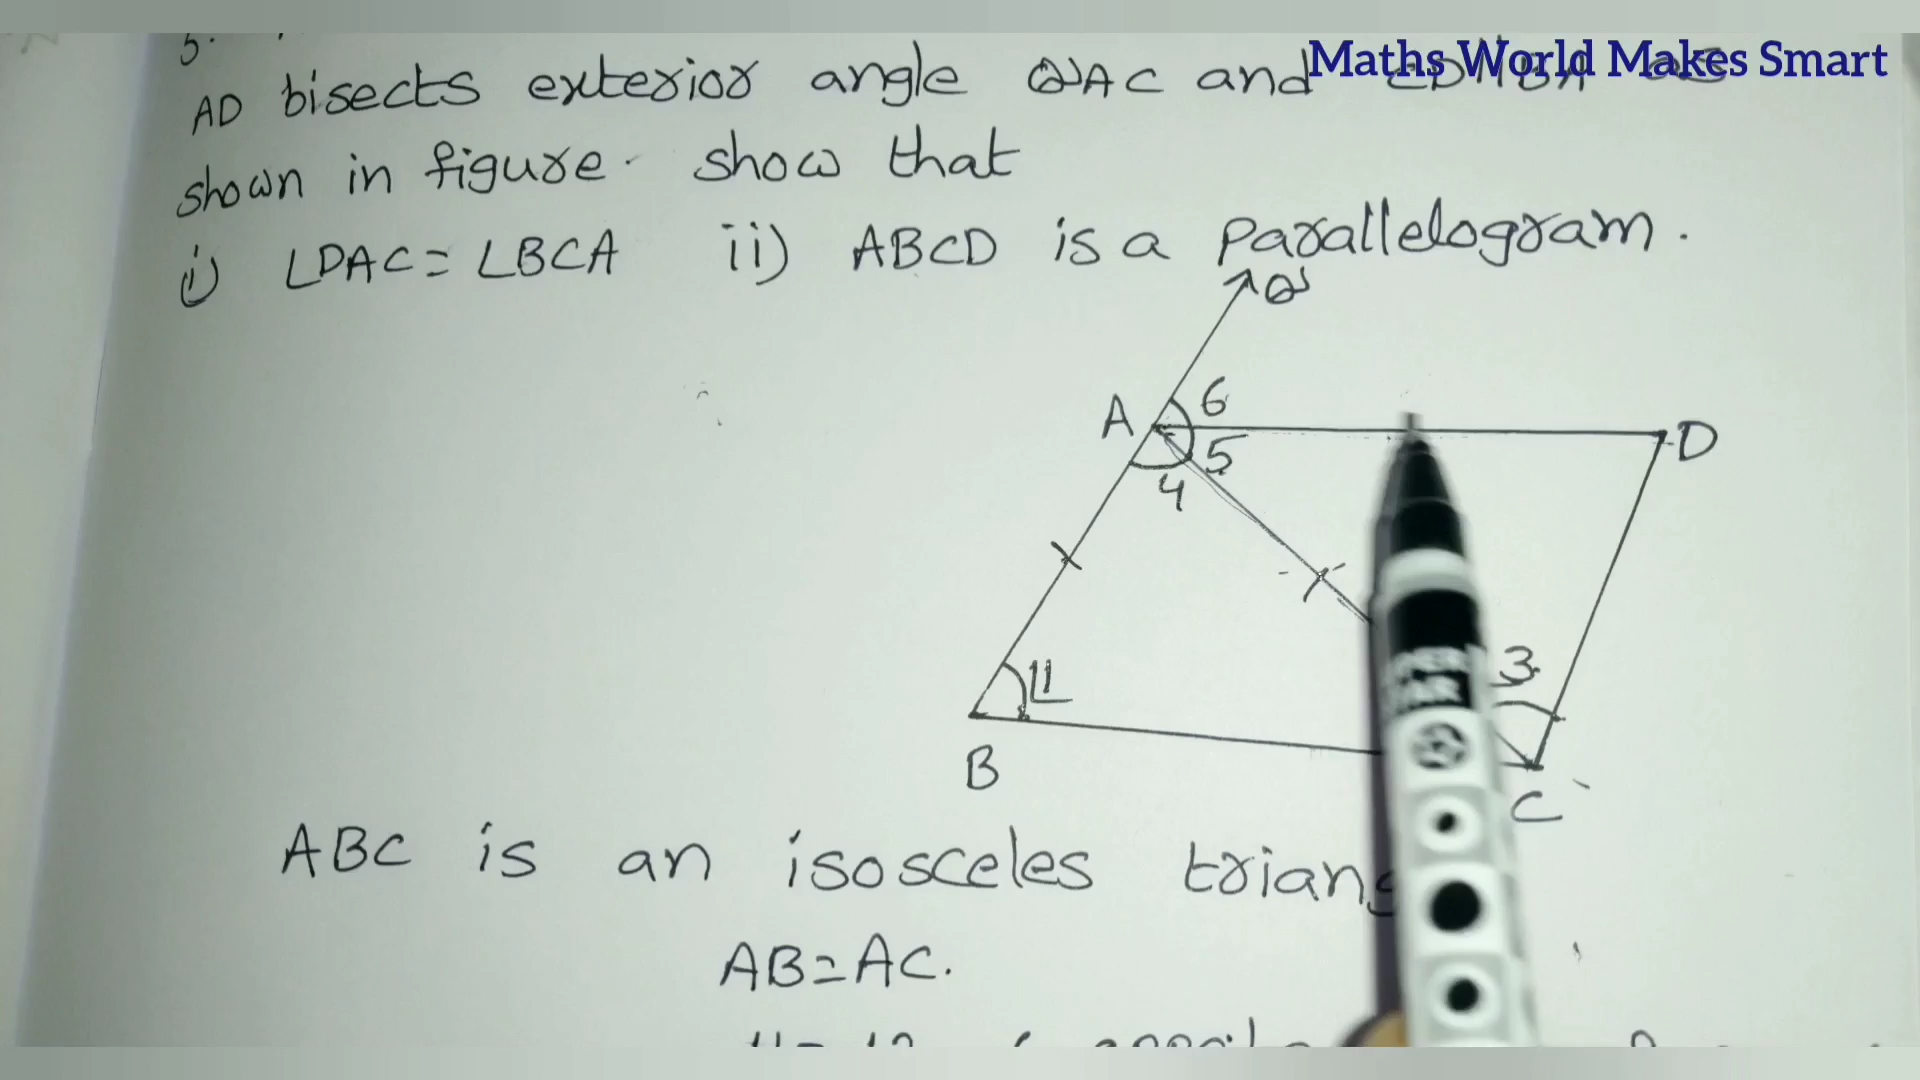 Maths World Makes Smart
AD bisects exterior angle QAC and
shown in figure. show that
i) ∠DAC = ∠BCA ii) ABCD is a parallelogram.
Q
A
6
5
4
D
∠1
3
B
C
ABC is an isosceles
AB = AC.